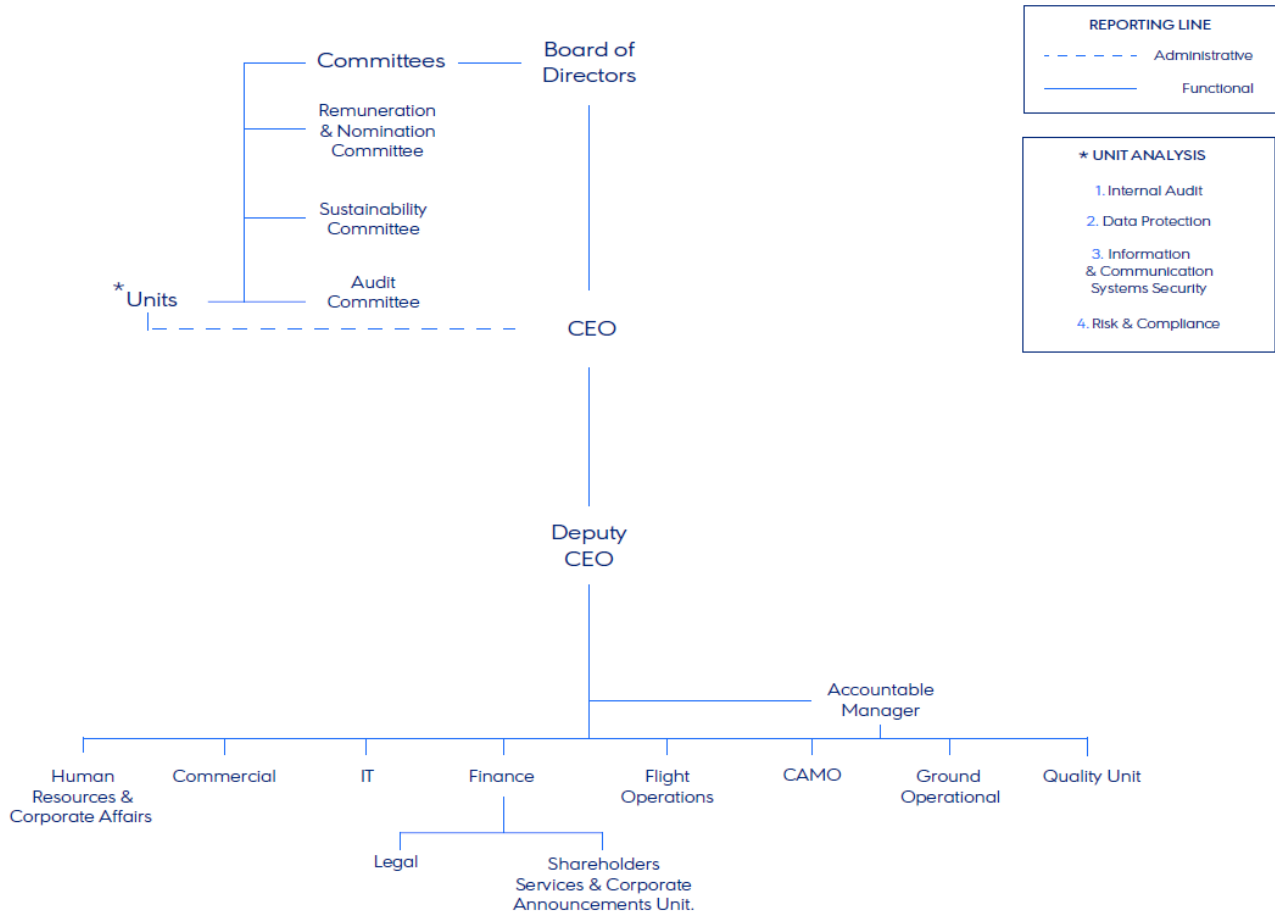 Committees
Board of
Directors
Remuneration
& Nomination
Committee
Sustainability
Committee
*Units
Audit
Committee
CEO
Deputy
CEO
Accountable
Manager
Human
Resources &
Corporate Affairs
Commercial
IT
Finance
Flight
Operations
CAMO
Ground
Operational
Quality Unit
Legal
Shareholders
Services & Corporate
Announcements Unit.
REPORTING LINE
Administrative
Functional
* UNIT ANALYSIS
1. Internal Audit
2. Data Protection
3. Information
& Communication
Systems Security
4. Risk & Compliance